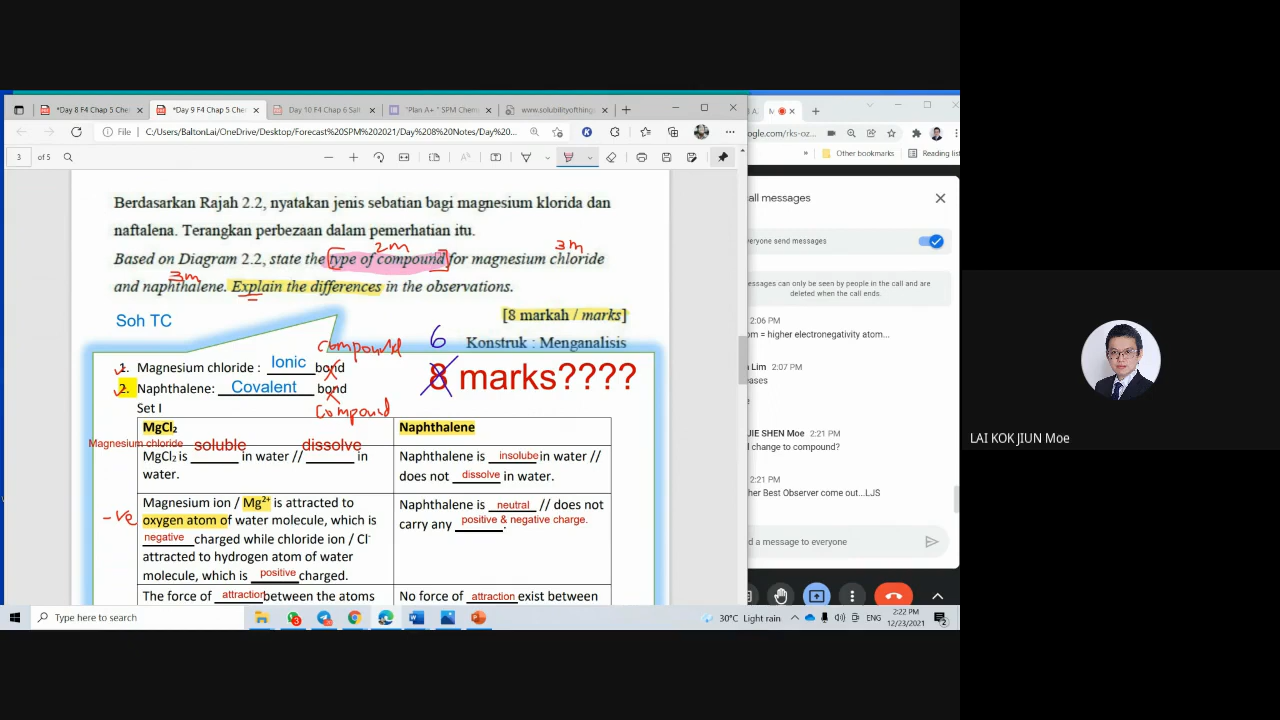 *Day 8 F4 Chap 5 Che
*Day 9 F4 Chap 5 Che
Day 10 F4 Chap 6 Salt
"Plan A+" SPM Chem
www.solubilityofthing
File
C:/Users/BaltonLai/OneDrive/Desktop/Forecast%20SPM%202021/Day%208%20Notes/Day%20...
3 of 5
Berdasarkan Rajah 2.2, nyatakan jenis sebatian bagi magnesium klorida dan
naftalena. Terangkan perbezaan dalam pemerhatian itu.
2m
3m
Based on Diagram 2.2, state the type of compound for magnesium chloride
3m
and naphthalene. Explain the differences in the observations.
[8 markah / marks]
Soh TC
6
Konstruk : Menganalisis
compound
1. Magnesium chloride : Ionic bond
8 marks????
2. Naphthalene: Covalent bond
compound
Set I
MgCl₂
Naphthalene
Magnesium chloride soluble dissolve
MgCl₂ is ______ in water // ______ in
water.
Naphthalene is insolube in water //
does not dissolve in water.
-ve
Magnesium ion / Mg²⁺ is attracted to
oxygen atom of water molecule, which is
negative charged while chloride ion / Cl⁻
attracted to hydrogen atom of water
molecule, which is positive charged.
Naphthalene is neutral // does not
carry any positive & negative charge.
The force of attraction between the atoms
No force of attraction exist between
google.com/rks-oz...
Other bookmarks
Reading list
all messages
eryone send messages
essages can only be seen by people in the call and are
deleted when the call ends.
2:06 PM
om = higher electronegativity atom...
Lim 2:07 PM
eases
JIE SHEN Moe 2:21 PM
l change to compound?
2:21 PM
her Best Observer come out...LJS
d a message to everyone
LAI KOK JIUN Moe
Type here to search
30°C Light rain
ENG
2:22 PM
12/23/2021